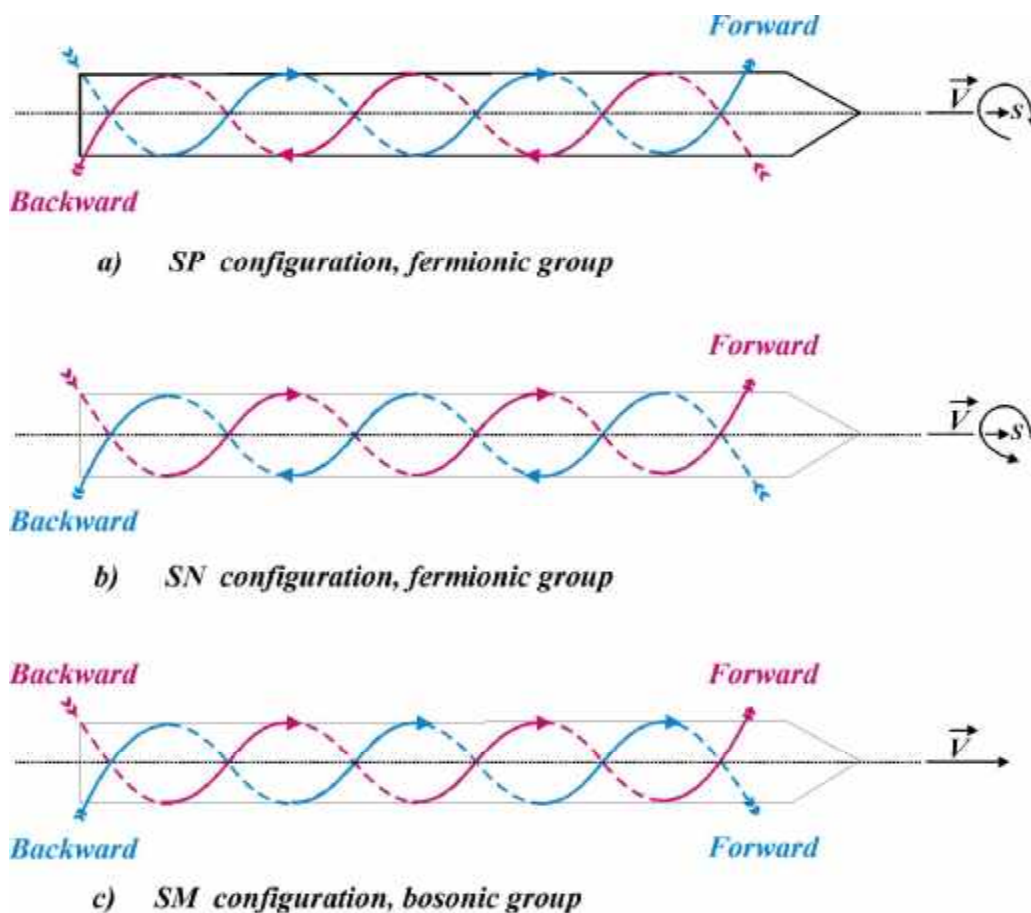 Forward
V S
Backward
a) SP configuration, fermionic group
Forward
V S
Backward
b) SN configuration, fermionic group
Backward Forward
V
Backward Forward
c) SM configuration, bosonic group